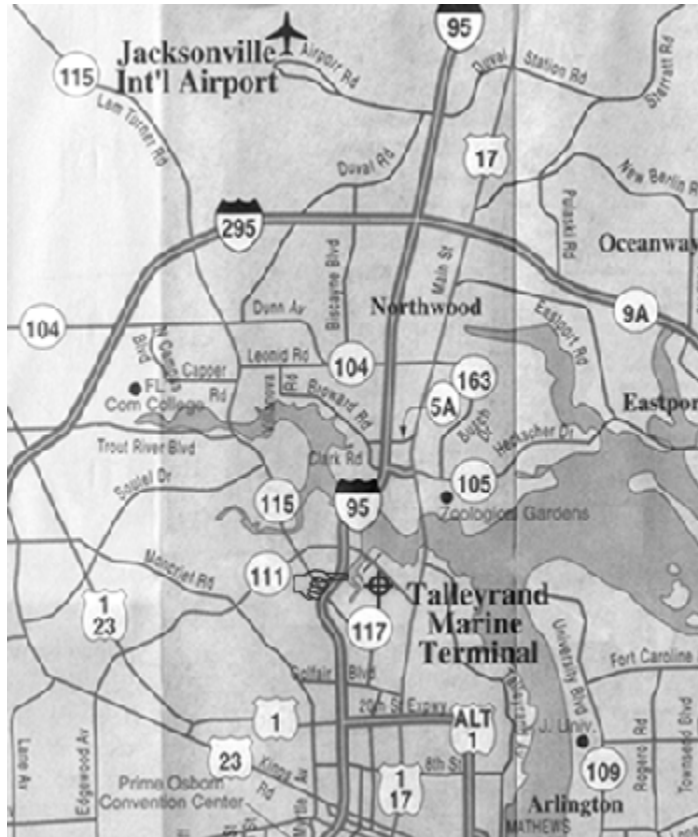 95
Jacksonville
Int'l Airport
Airport Rd
115
Duval
Station Rd
Starratt Rd
Lem Turner Rd
17
Duval Rd
New Berlin R
Pulaski Rd
295
Oceanway
Biscayne Blvd
Main St
Dunn Av
Northwood
9A
104
Eastport Rd
N Campus
Blvd
Leonid Rd
104
163
Capper
Rd
FL
Com College
Rd
Broward Rd
5A
Eastpor
Trout River Blvd
Heckscher Dr
Clark Rd
Soutel Dr
115
95
105
Zoological Gardens
Moncrief Rd
111
1
23
Talleyrand
Marine
Terminal
117
University Blvd
Fort Caroline
Golfair Blvd
20th St Expwy
1
ALT
1
J. Univ.
23
Kings Rd
Lane Av
Edgewood Av
8th St
1
17
109
Rogero Rd
Townsend Blvd
Prime Osborn
Convention Center
Myrtle Av
Arlington
MATHEWS